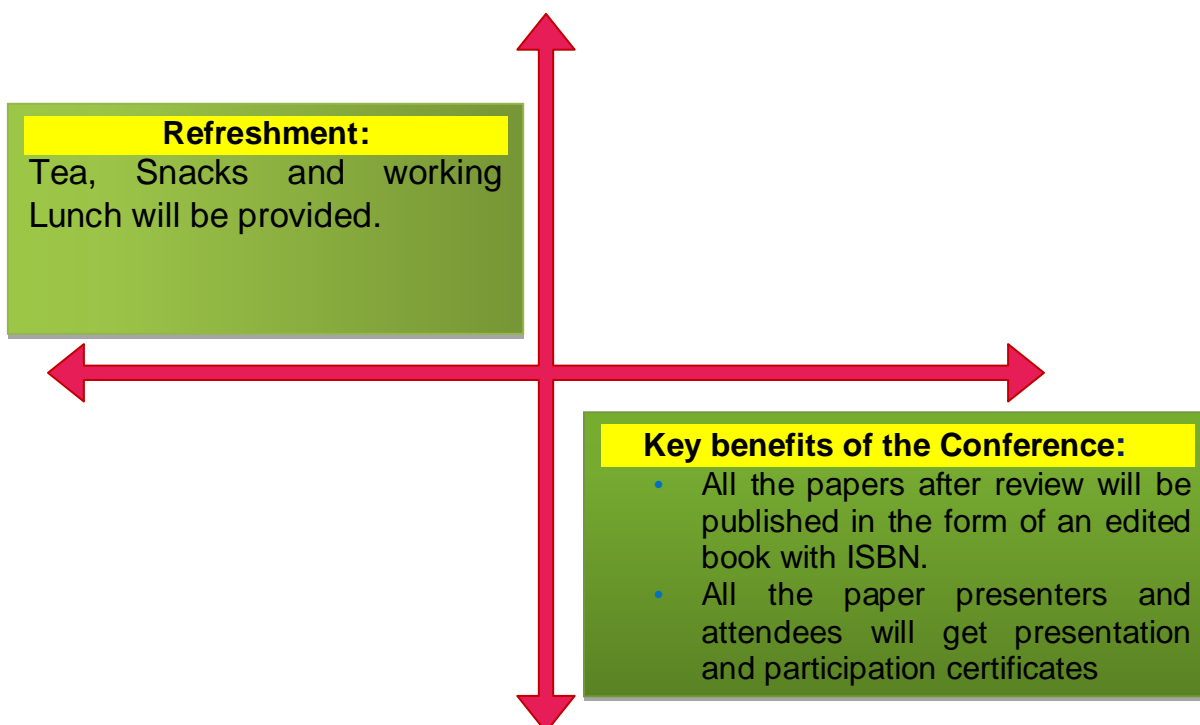 Refreshment:
Tea, Snacks and working
Lunch will be provided.
Key benefits of the Conference:
• All the papers after review will be
published in the form of an edited
book with ISBN.
• All the paper presenters and
attendees will get presentation
and participation certificates